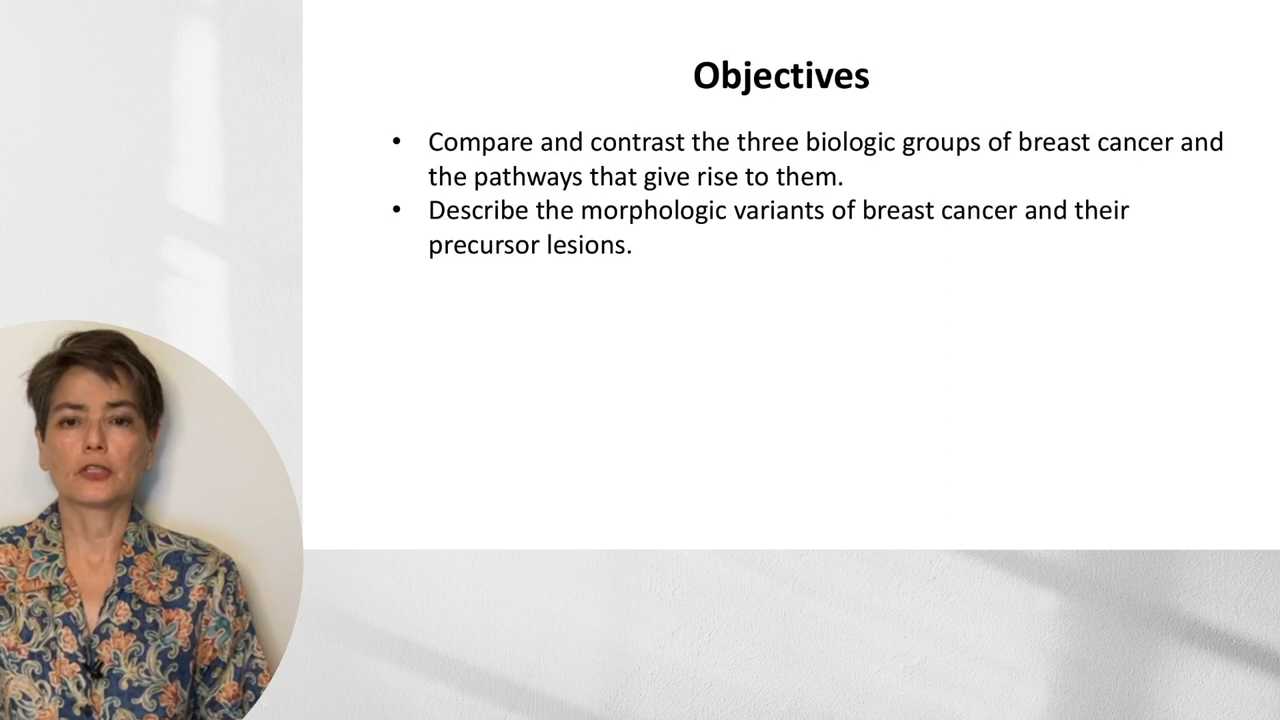 Objectives
• Compare and contrast the three biologic groups of breast cancer and
the pathways that give rise to them.
• Describe the morphologic variants of breast cancer and their
precursor lesions.